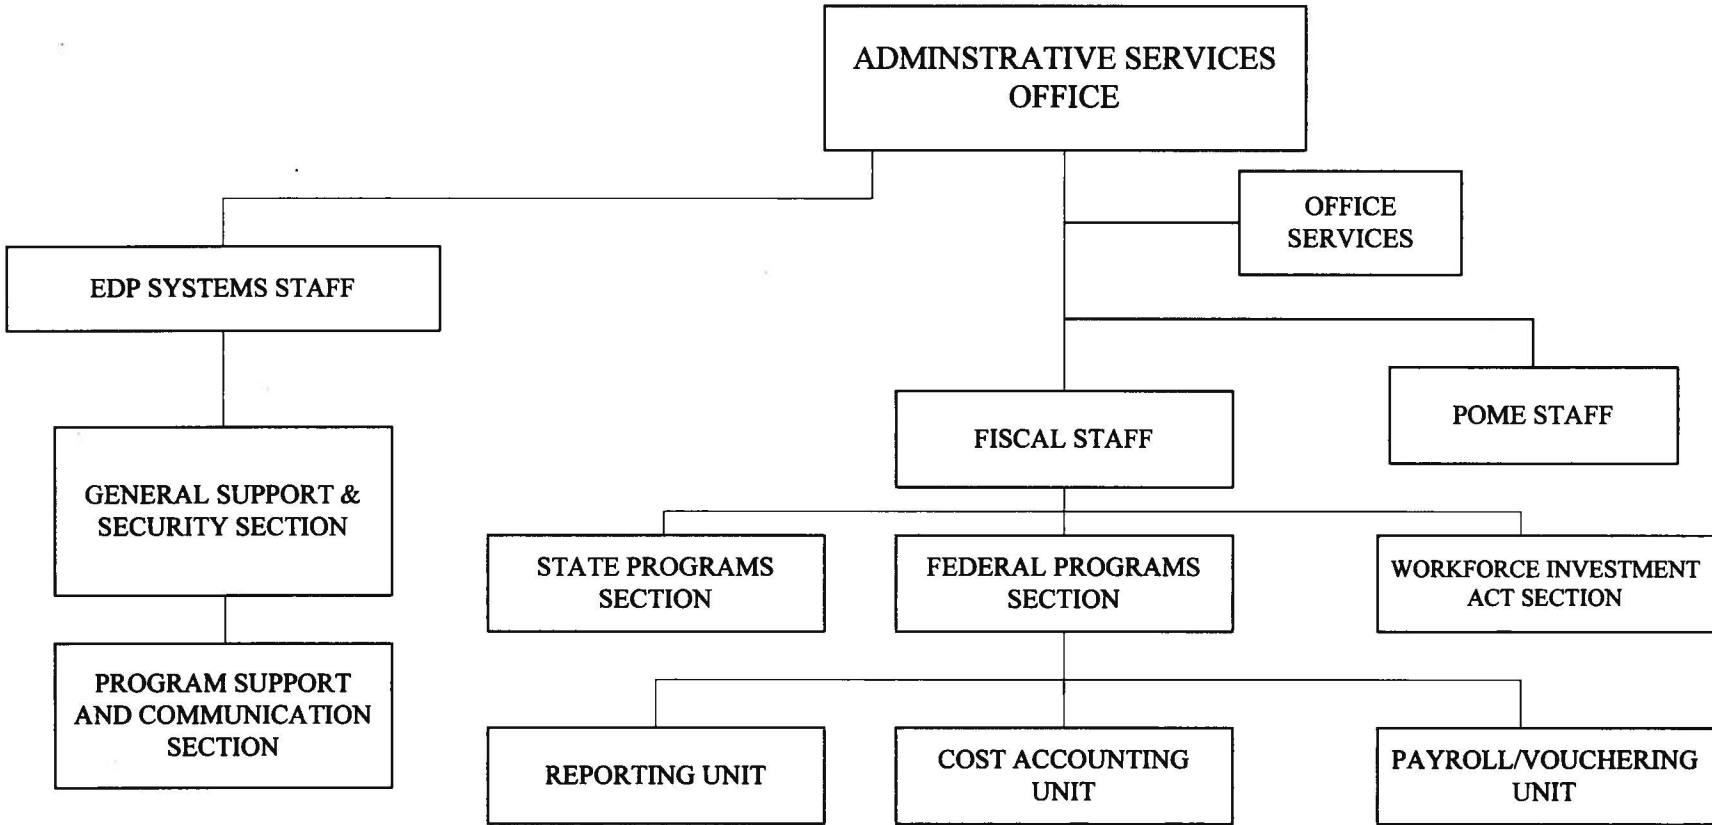 ADMINSTRATIVE SERVICES
OFFICE
OFFICE
SERVICES
EDP SYSTEMS STAFF
POME STAFF
FISCAL STAFF
GENERAL SUPPORT &
SECURITY SECTION
STATE PROGRAMS
SECTION
FEDERAL PROGRAMS
SECTION
WORKFORCE INVESTMENT
ACT SECTION
PROGRAM SUPPORT
AND COMMUNICATION
SECTION
REPORTING UNIT
COST ACCOUNTING
UNIT
PAYROLL/VOUCHERING
UNIT